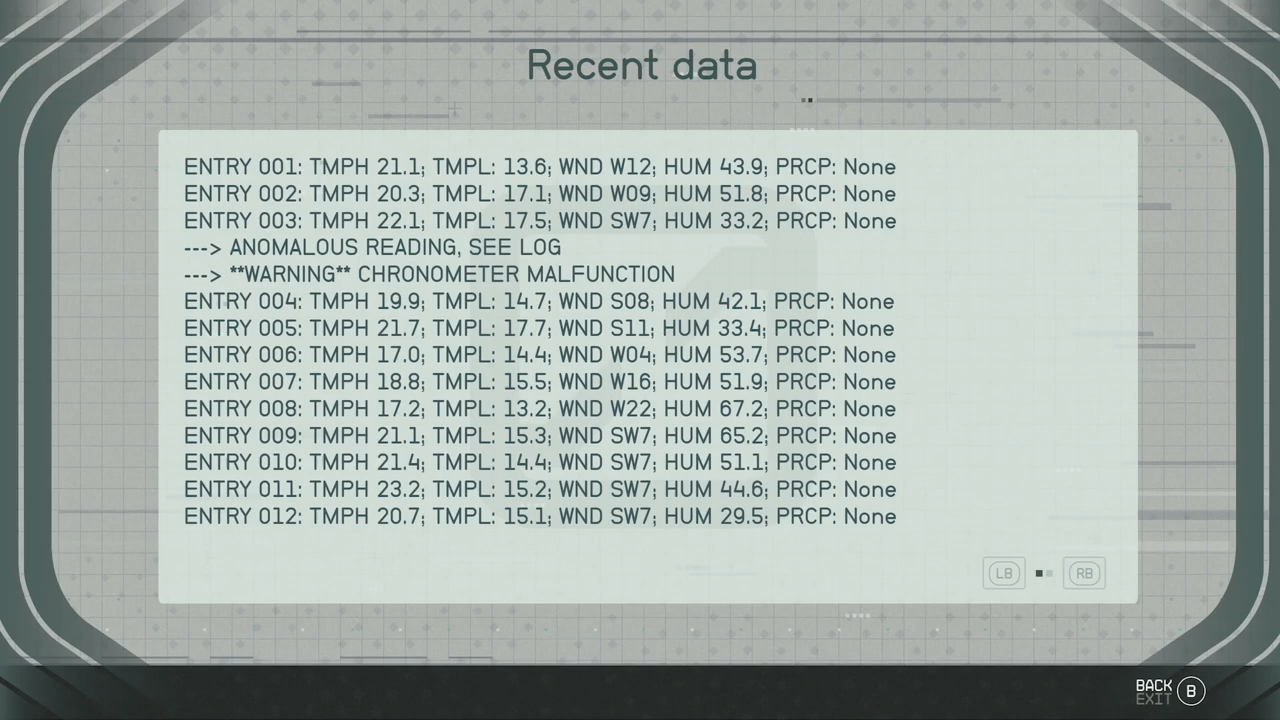 Recent data
ENTRY 001: TMPH 21.1; TMPL: 13.6; WND W12; HUM 43.9; PRCP: None
ENTRY 002: TMPH 20.3; TMPL: 17.1; WND W09; HUM 51.8; PRCP: None
ENTRY 003: TMPH 22.1; TMPL: 17.5; WND SW7; HUM 33.2; PRCP: None
---> ANOMALOUS READING, SEE LOG
---> **WARNING** CHRONOMETER MALFUNCTION
ENTRY 004: TMPH 19.9; TMPL: 14.7; WND S08; HUM 42.1; PRCP: None
ENTRY 005: TMPH 21.7; TMPL: 17.7; WND S11; HUM 33.4; PRCP: None
ENTRY 006: TMPH 17.0; TMPL: 14.4; WND W04; HUM 53.7; PRCP: None
ENTRY 007: TMPH 18.8; TMPL: 15.5; WND W16; HUM 51.9; PRCP: None
ENTRY 008: TMPH 17.2; TMPL: 13.2; WND W22; HUM 67.2; PRCP: None
ENTRY 009: TMPH 21.1; TMPL: 15.3; WND SW7; HUM 65.2; PRCP: None
ENTRY 010: TMPH 21.4; TMPL: 14.4; WND SW7; HUM 51.1; PRCP: None
ENTRY 011: TMPH 23.2; TMPL: 15.2; WND SW7; HUM 44.6; PRCP: None
ENTRY 012: TMPH 20.7; TMPL: 15.1; WND SW7; HUM 29.5; PRCP: None
LB RB
BACK B
EXIT